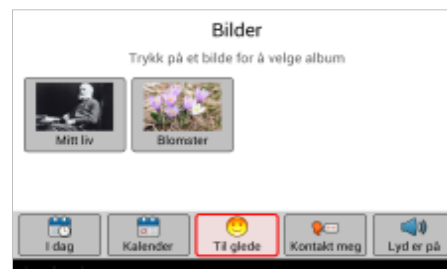 Bilder
Trykk på et bilde for å velge album
Mitt liv
Blomster
I dag
Kalender
Til glede
Kontakt meg
Lyd er på